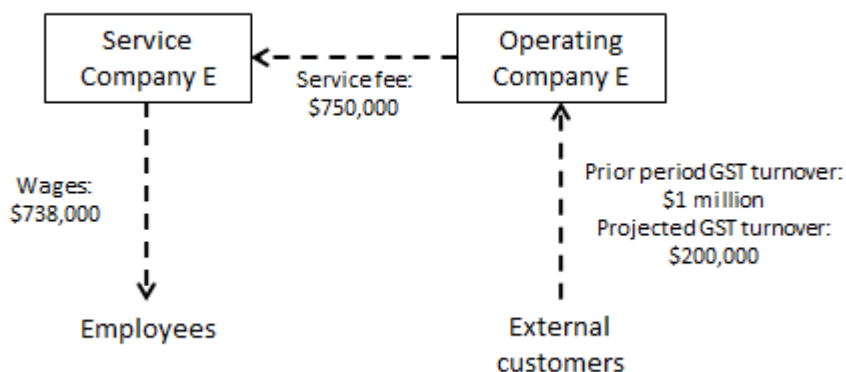 Service
Company E
Operating
Company E
Service fee:
$750,000
Wages:
$738,000
Prior period GST turnover:
$1 million
Projected GST turnover:
$200,000
Employees
External
customers